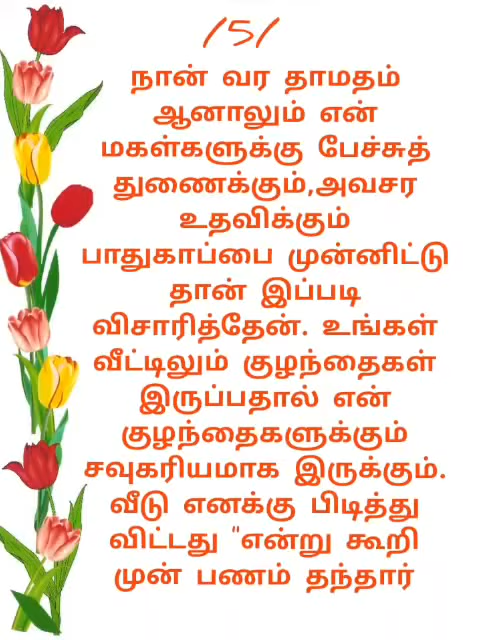 /5/
நான் வர தாமதம்
ஆனாலும் என்
மகள்களுக்கு பேச்சுத்
துணைக்கும்,அவசர
உதவிக்கும்
பாதுகாப்பை முன்னிட்டு
தான் இப்படி
விசாரித்தேன். உங்கள்
வீட்டிலும் குழந்தைகள்
இருப்பதால் என்
குழந்தைகளுக்கும்
சவுகரியமாக இருக்கும்.
வீடு எனக்கு பிடித்து
விட்டது "என்று கூறி
முன் பணம் தந்தார்